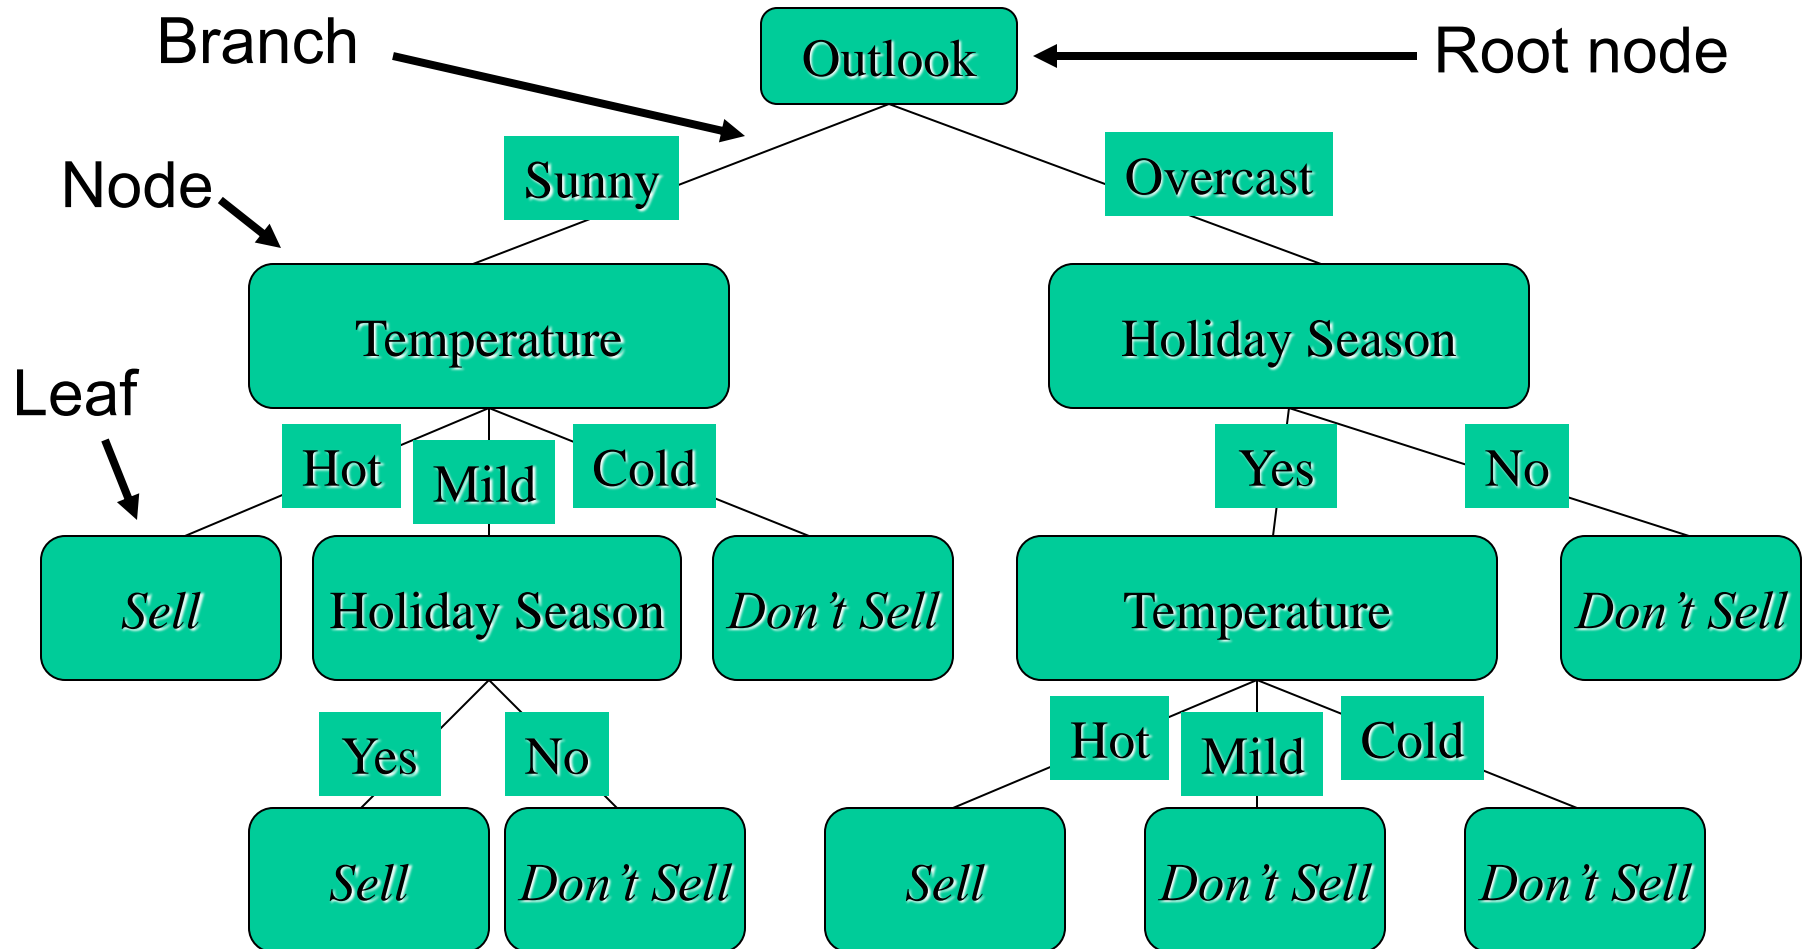 Branch
Outlook
Root node
Sunny
Overcast
Node
Temperature
Holiday Season
Leaf
Hot
Mild
Cold
Yes
No
Sell
Holiday Season
Don’t Sell
Temperature
Don’t Sell
Yes
No
Hot
Mild
Cold
Sell
Don’t Sell
Sell
Don’t Sell
Don’t Sell